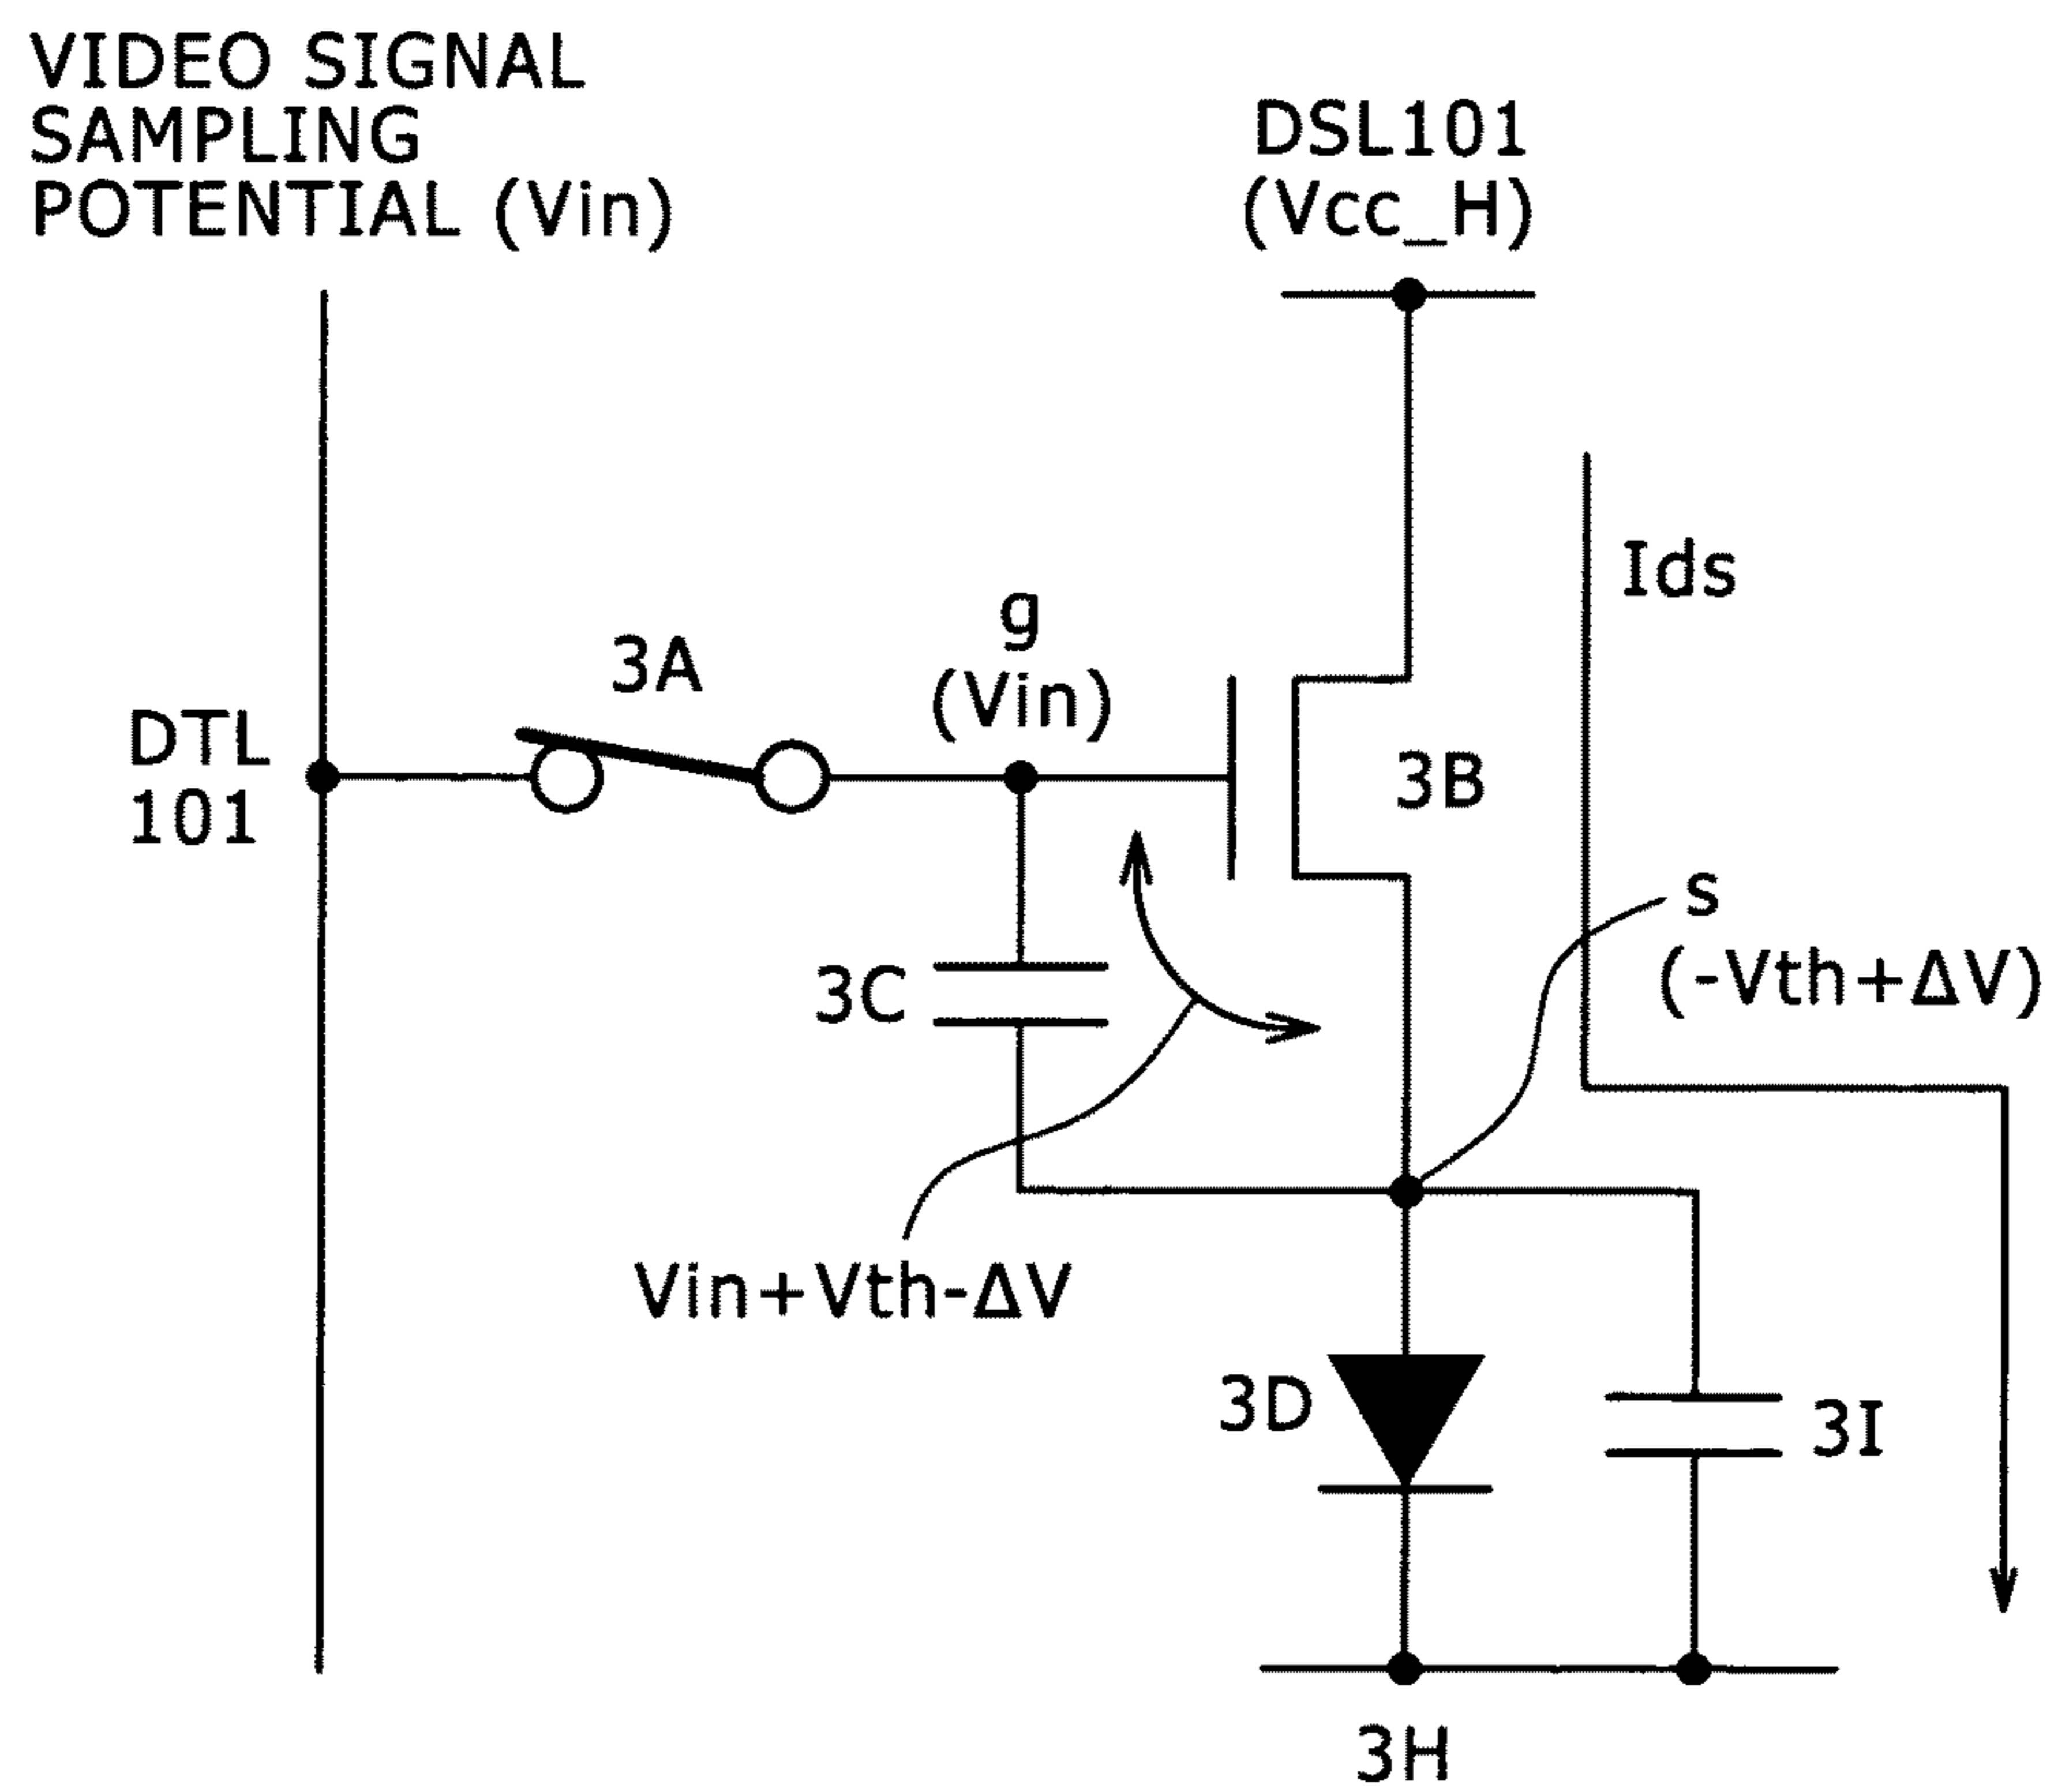 VIDEO SIGNAL
SAMPLING
POTENTIAL (Vin)
DSL101
(Vcc_H)
Ids
g
(Vin)
3A
DTL
101
3B
s
(-Vth+ΔV)
3C
Vin+Vth-ΔV
3D
3I
3H